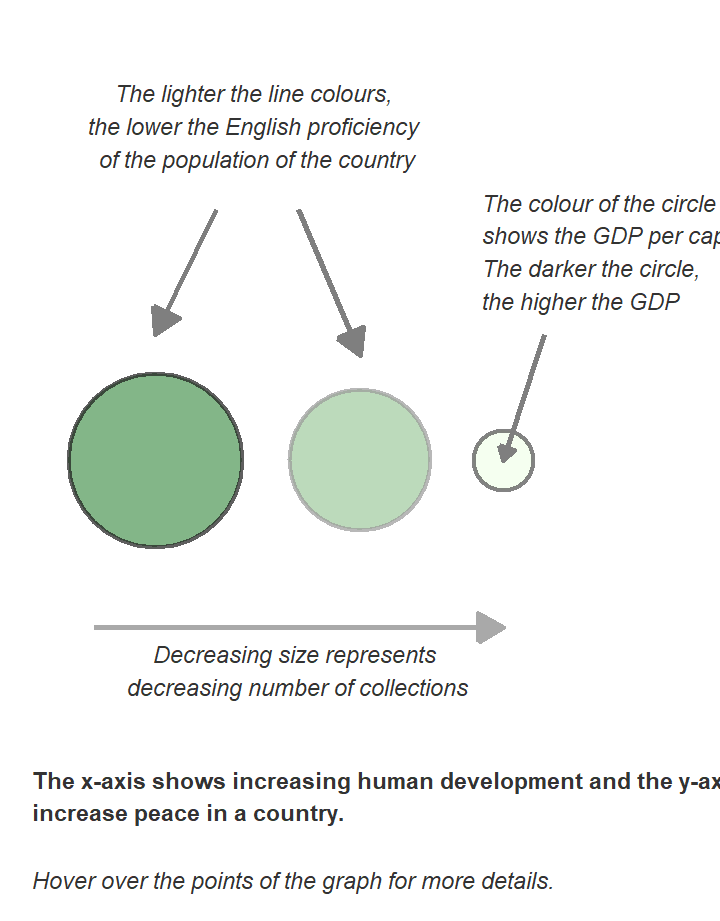 The lighter the line colours,
the lower the English proficiency
of the population of the country
The colour of the circle
shows the GDP per cap
The darker the circle,
the higher the GDP
Decreasing size represents
decreasing number of collections
The x-axis shows increasing human development and the y-ax
increase peace in a country.
Hover over the points of the graph for more details.